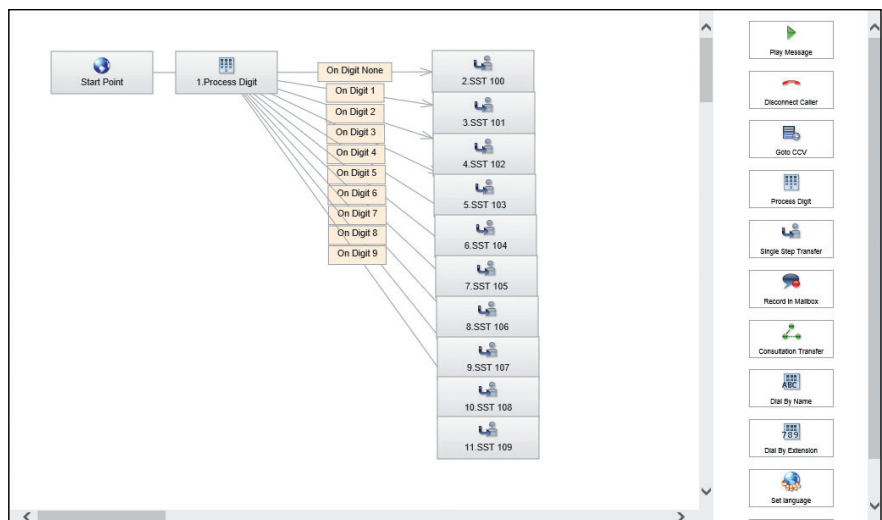 Start Point
1.Process Digit
On Digit None
On Digit 1
On Digit 2
On Digit 3
On Digit 4
On Digit 5
On Digit 6
On Digit 7
On Digit 8
On Digit 9
2.SST 100
3.SST 101
4.SST 102
5.SST 103
6.SST 104
7.SST 105
8.SST 106
9.SST 107
10.SST 108
11.SST 109
Play Message
Disconnect Caller
Goto CCV
Process Digit
Single Step Transfer
Record In Mailbox
Consultation Transfer
ABC
Dial By Name
789
Dial By Extension
Set language